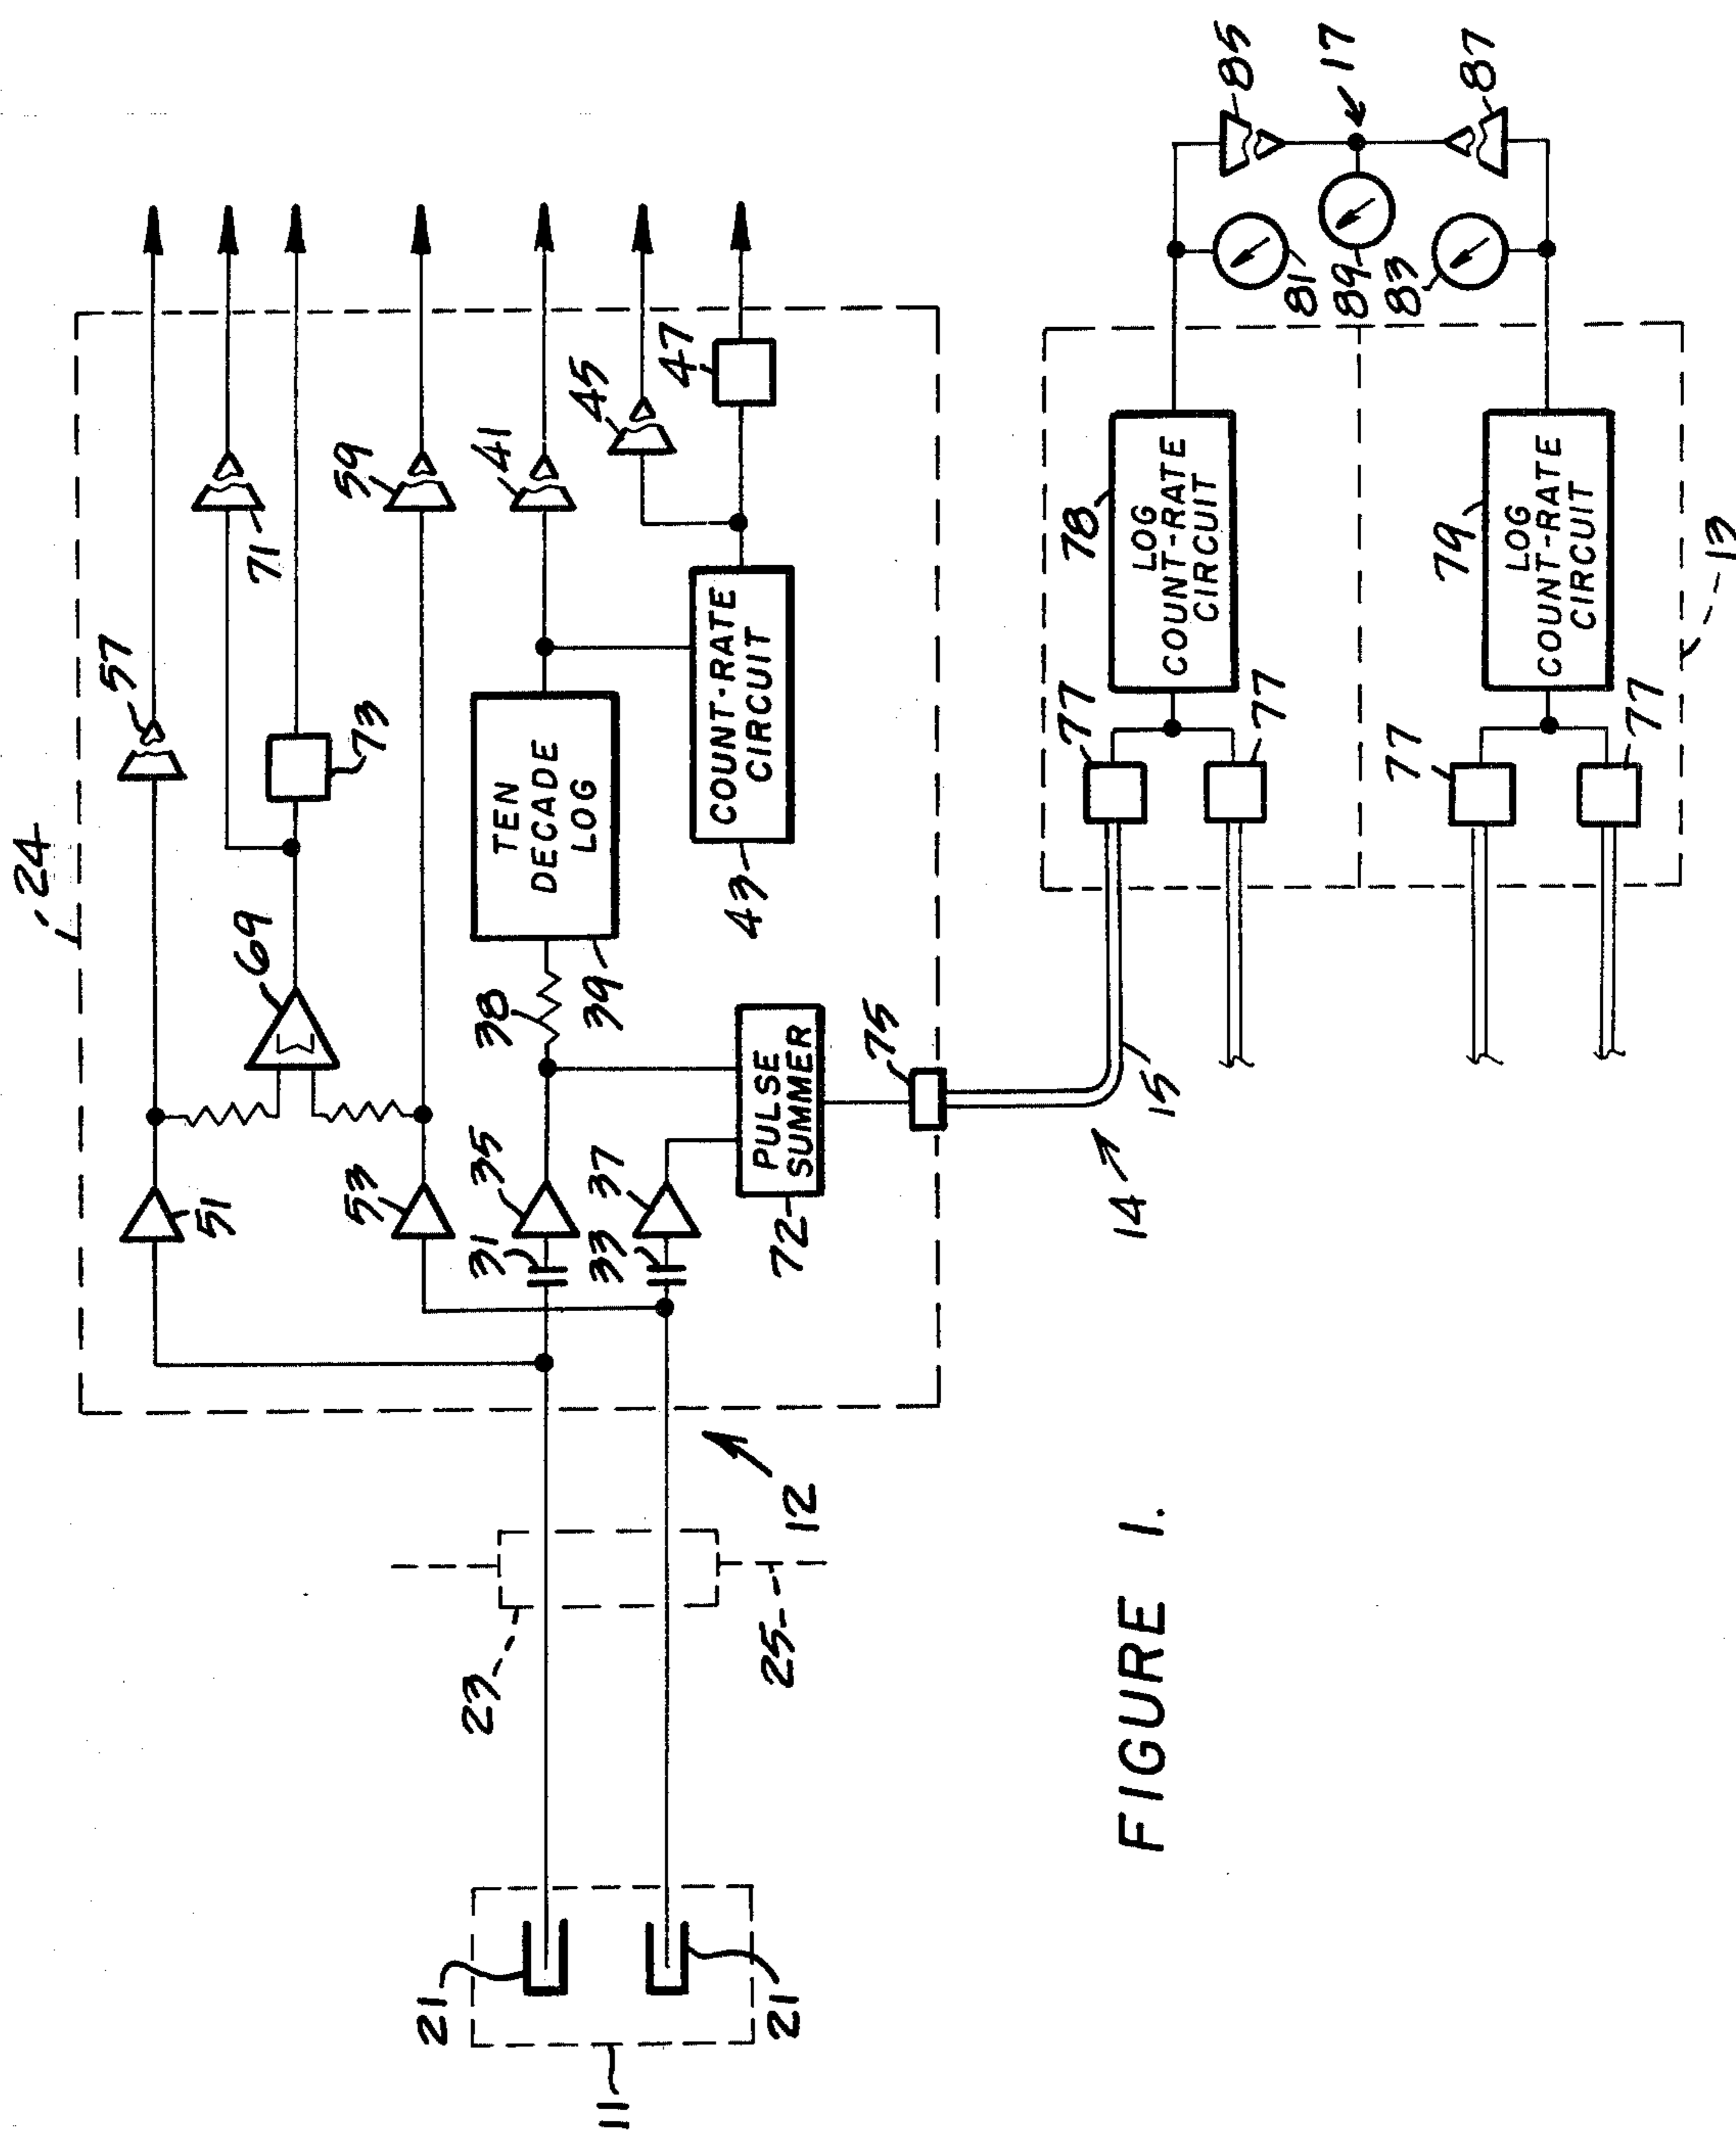 24
57
51
69
71
73
53
59
31
35
38
39
TEN
DECADE
LOG
41
33
37
43
COUNT-RATE
CIRCUIT
45
47
72
PULSE
SUMMER
75
21
21
11
23
25
12
14
15
77
77
78
LOG
COUNT-RATE
CIRCUIT
77
77
79
LOG
COUNT-RATE
CIRCUIT
13
81
89
83
85
17
87
FIGURE 1.